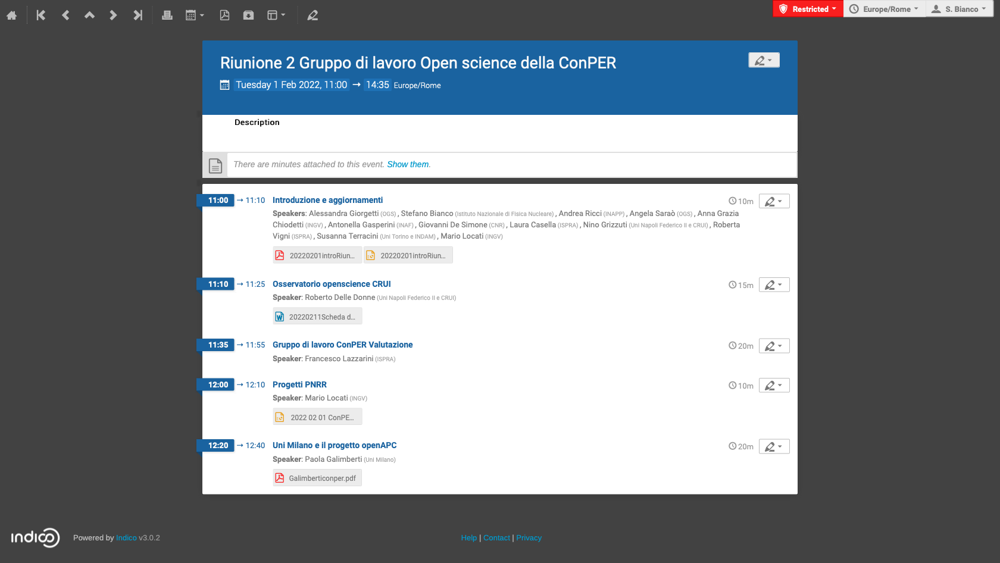 Restricted Europe/Rome S. Bianco
Riunione 2 Gruppo di lavoro Open science della ConPER
Tuesday 1 Feb 2022, 11:00 → 14:35 Europe/Rome
Description
There are minutes attached to this event. Show them.
11:00 → 11:10 Introduzione e aggiornamenti 10m
Speakers: Alessandra Giorgetti (OGS) , Stefano Bianco (Istituto Nazionale di Fisica Nucleare) , Andrea Ricci (INAPP) , Angela Saraò (OGS) , Anna Grazia
Chiodetti (INGV) , Antonella Gasperini (INAF) , Giovanni De Simone (CNR) , Laura Casella (ISPRA) , Nino Grizzuti (Uni Napoli Federico II e CRUI) , Roberta
Vigni (ISPRA) , Susanna Terracini (Uni Torino e INDAM) , Mario Locati (INGV)
20220201introRiun... 20220201introRiun...
11:10 → 11:25 Osservatorio openscience CRUI 15m
Speaker: Roberto Delle Donne (Uni Napoli Federico II e CRUI)
20220211Scheda d...
11:35 → 11:55 Gruppo di lavoro ConPER Valutazione 20m
Speaker: Francesco Lazzarini (ISPRA)
12:00 → 12:10 Progetti PNRR 10m
Speaker: Mario Locati (INGV)
2022 02 01 ConPE...
12:20 → 12:40 Uni Milano e il progetto openAPC 20m
Speaker: Paola Galimberti (Uni Milano)
Galimberticonper.pdf
indico Powered by Indico v3.0.2 Help | Contact | Privacy